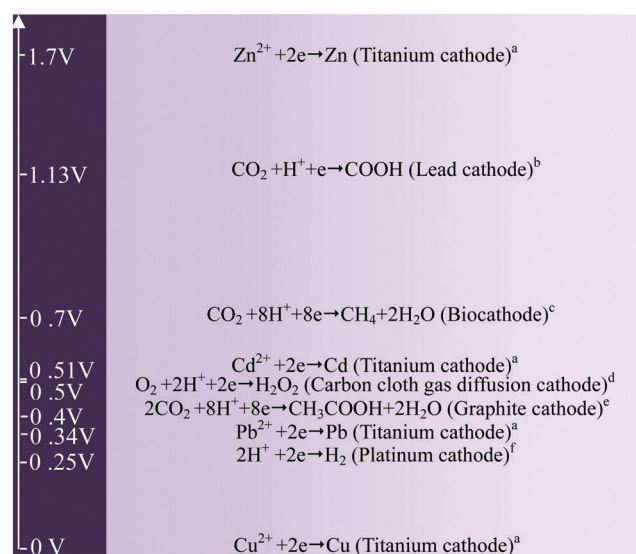 1.7V Zn²⁺ +2e→Zn (Titanium cathode)ᵃ
1.13V CO₂ +H⁺+e→COOH (Lead cathode)ᵇ
0 .7V CO₂ +8H⁺+8e→CH₄+2H₂O (Biocathode)ᶜ
0 .51V Cd²⁺ +2e→Cd (Titanium cathode)ᵃ
0.5V O₂ +2H⁺+2e→H₂O₂ (Carbon cloth gas diffusion cathode)ᵈ
0.4V 2CO₂ +8H⁺+8e→CH₃COOH+2H₂O (Graphite cathode)ᵉ
0.34V Pb²⁺ +2e→Pb (Titanium cathode)ᵃ
0 .25V 2H⁺ +2e→H₂ (Platinum cathode)ᶠ
0 V Cu²⁺ +2e→Cu (Titanium cathode)ᵃ